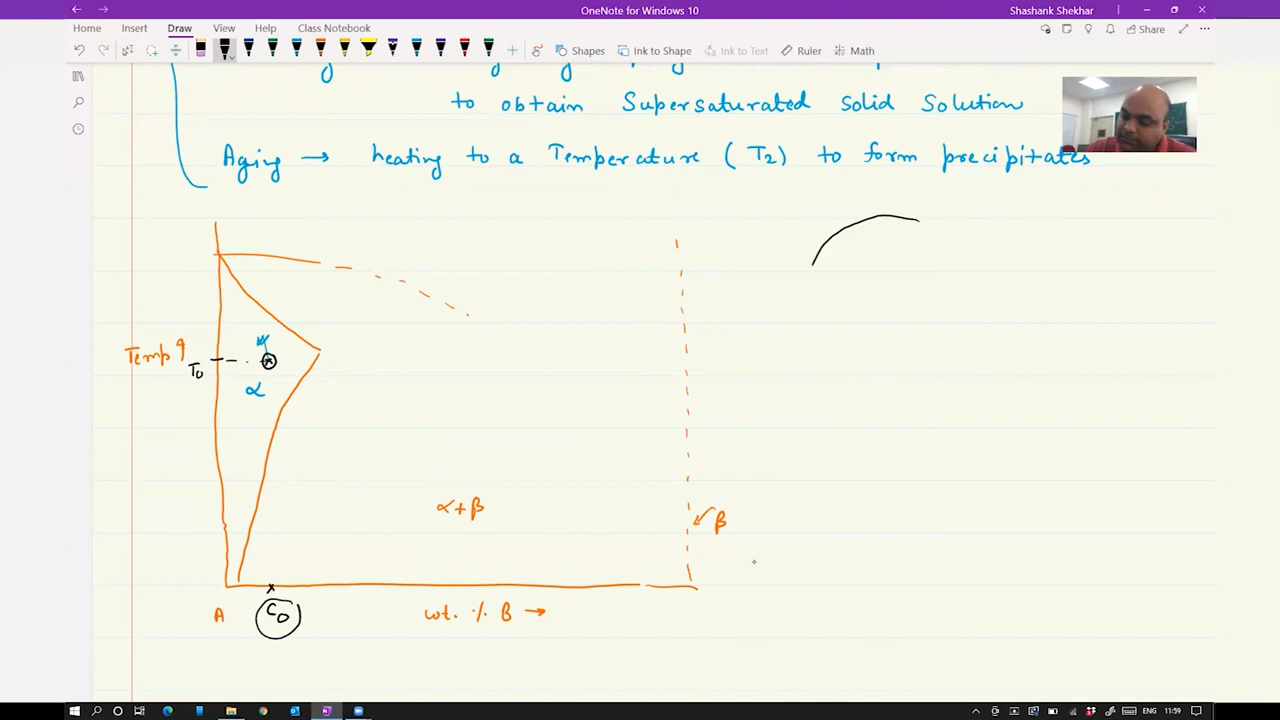 OneNote for Windows 10
Shashank Shekhar
Home Insert Draw View Help Class Notebook
Share
Shapes Ink to Shape Ink to Text Ruler Math
to obtain Supersaturated solid Solution
Aging → heating to a Temperature (T2) to form precipitates
Temp↑
T0
α
α+β
β
A
C0
wt. % B →
ENG 11:59